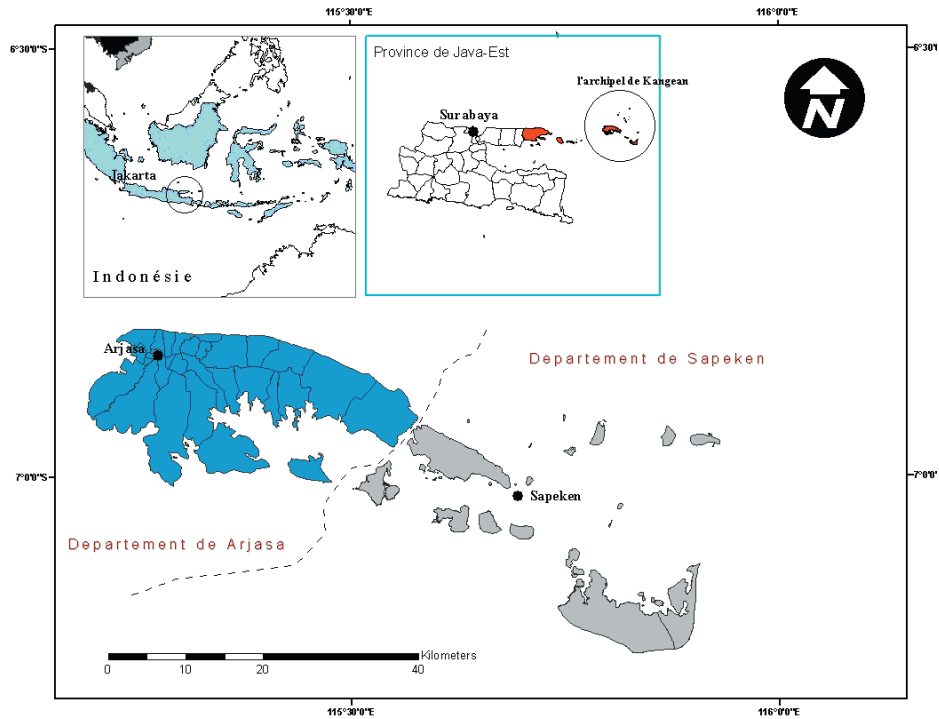 115°30'0"E
116°0'0"E
6°30'0"S
Province de Java-Est
l'archipel de Kangean
Surabaya
N
Jakarta
Indonésie
Arjasa
Departement de Sapeken
7°0'0"S
7°0'0"S
Sapeken
Departement de Arjasa
Kilometers
0 10 20 40
115°30'0"E
116°0'0"E